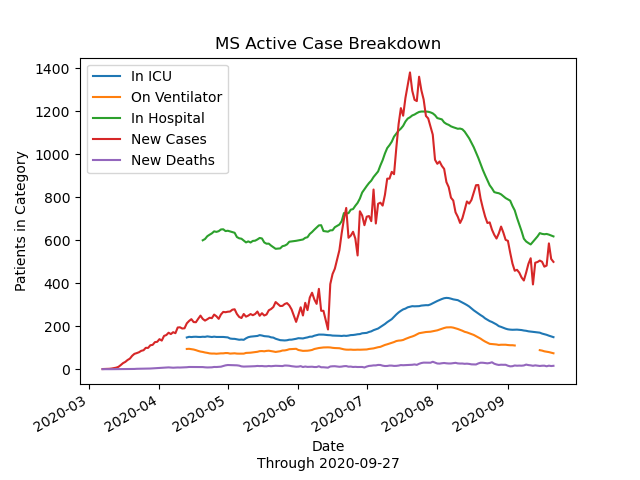 MS Active Case Breakdown
In ICU
On Ventilator
In Hospital
New Cases
New Deaths
1400
1200
1000
800
600
400
200
0
Patients in Category
2020-03
2020-04
2020-05
2020-06
2020-07
2020-08
2020-09
Date
Through 2020-09-27